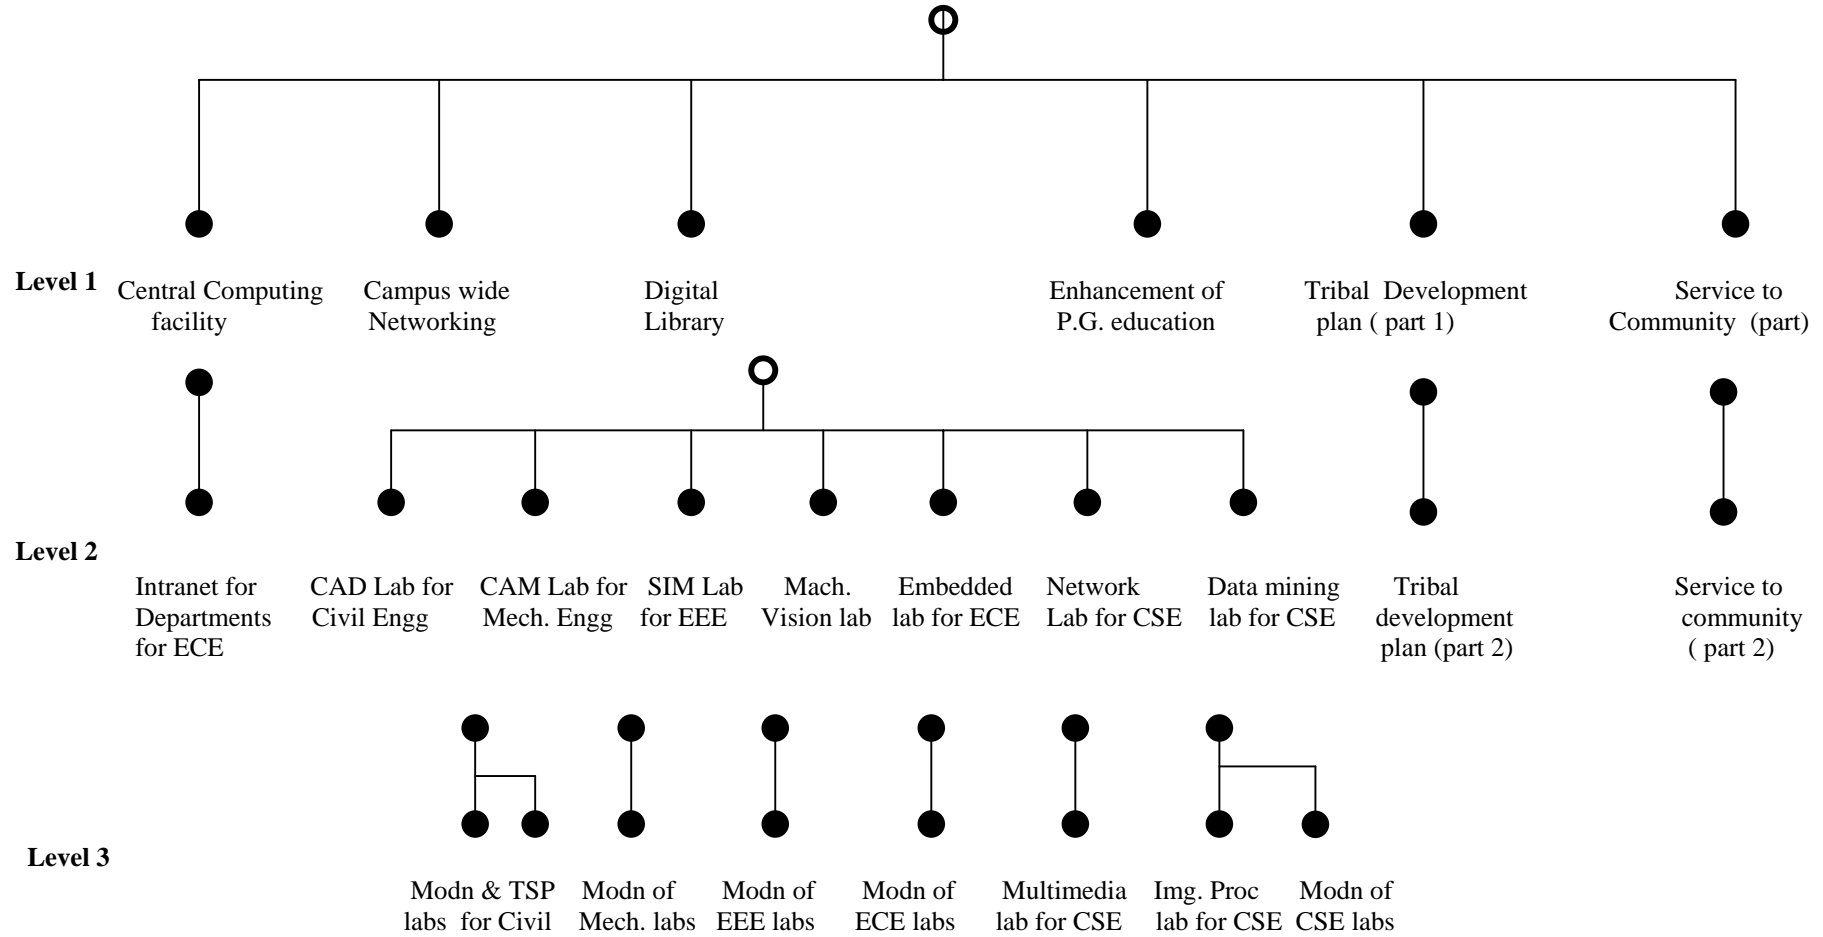 Level 1
Central Computing
facility
Campus wide
Networking
Digital
Library
Enhancement of
P.G. education
Tribal Development
plan ( part 1)
Service to
Community (part)
Level 2
Intranet for
Departments
for ECE
CAD Lab for
Civil Engg
CAM Lab for
Mech. Engg
SIM Lab
for EEE
Mach.
Vision lab
Embedded
lab for ECE
Network
Lab for CSE
Data mining
lab for CSE
Tribal
development
plan (part 2)
Service to
community
( part 2)
Level 3
Modn & TSP
labs for Civil
Modn of
Mech. labs
Modn of
EEE labs
Modn of
ECE labs
Multimedia
lab for CSE
Img. Proc
lab for CSE
Modn of
CSE labs